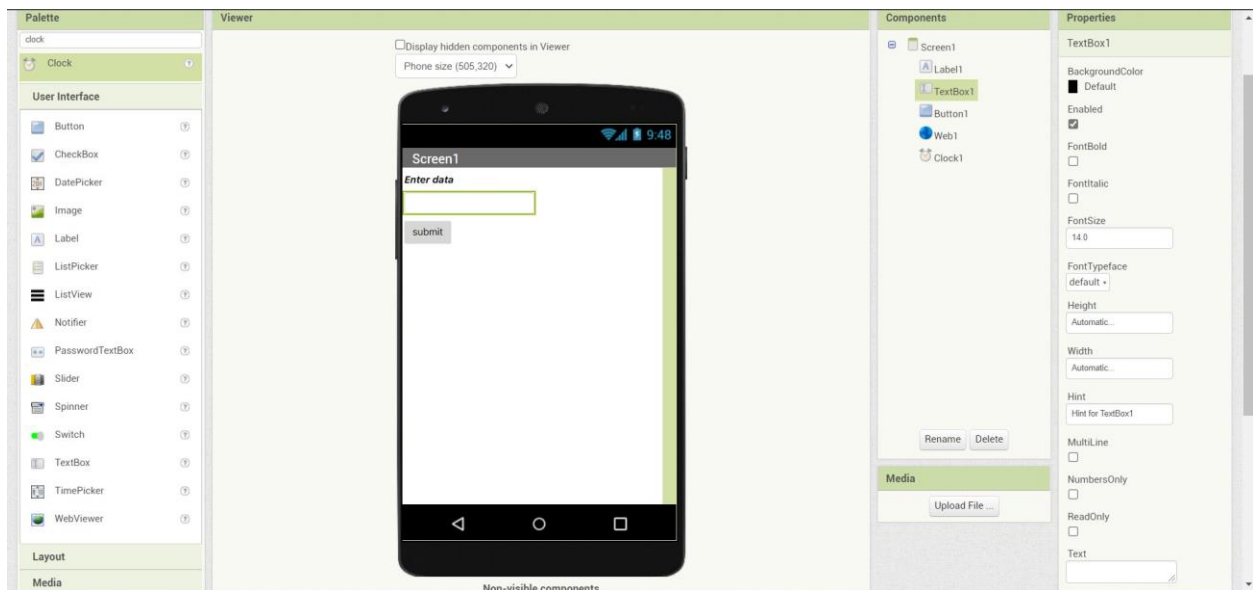 Palette
clock
Clock
User Interface
Button
CheckBox
DatePicker
Image
Label
ListPicker
ListView
Notifier
PasswordTextBox
Slider
Spinner
Switch
TextBox
TimePicker
WebViewer
Layout
Media
Viewer
Display hidden components in Viewer
Phone size (505,320)
9:48
Screen1
Enter data
submit
Non-visible components
Components
Screen1
Label1
TextBox1
Button1
Web1
Clock1
Rename Delete
Media
Upload File ...
Properties
TextBox1
BackgroundColor
Default
Enabled
FontBold
FontItalic
FontSize
14.0
FontTypeface
default
Height
Automatic...
Width
Automatic...
Hint
Hint for TextBox1
MultiLine
NumbersOnly
ReadOnly
Text